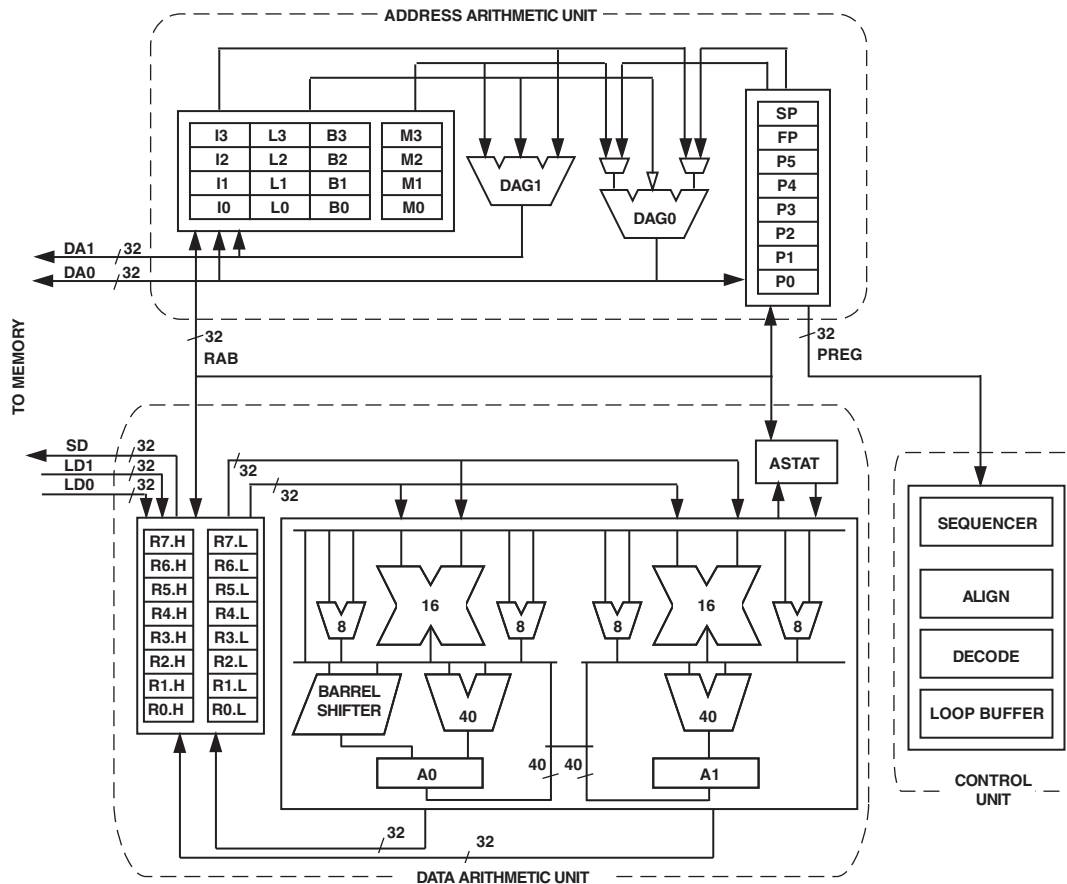 ADDRESS ARITHMETIC UNIT
I3 L3 B3 M3
I2 L2 B2 M2
I1 L1 B1 M1
I0 L0 B0 M0
DAG1
DAG0
SP
FP
P5
P4
P3
P2
P1
P0
DA1 32
DA0 32
32
RAB
32
PREG
TO MEMORY
SD 32
LD1 32
LD0 32
32
32
ASTAT
R7.H R7.L
R6.H R6.L
R5.H R5.L
R4.H R4.L
R3.H R3.L
R2.H R2.L
R1.H R1.L
R0.H R0.L
8 16 8 8 16 8
BARREL
SHIFTER
40
40
A0
40 40
A1
32
32
DATA ARITHMETIC UNIT
SEQUENCER
ALIGN
DECODE
LOOP BUFFER
CONTROL
UNIT